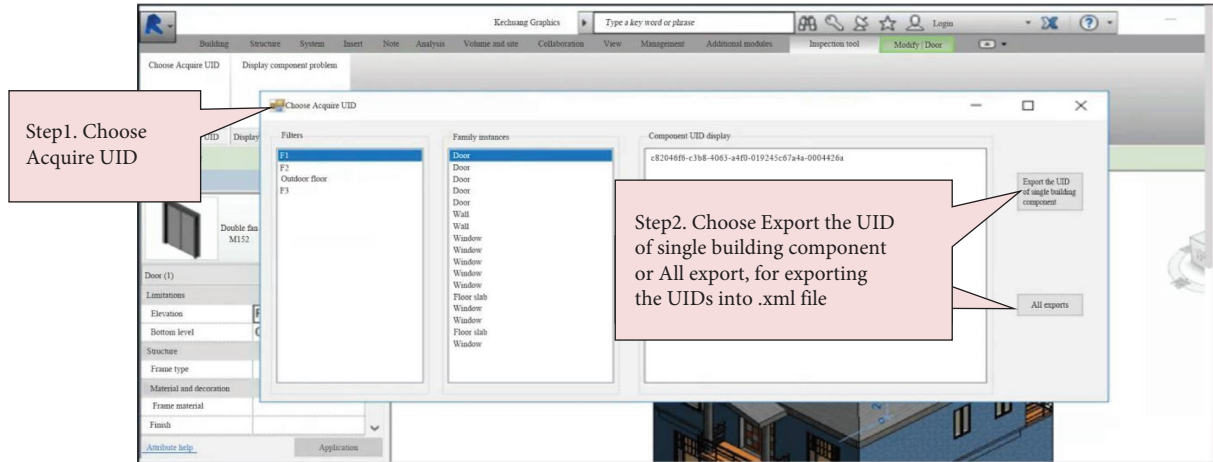 Kechuang Graphics
Type a key word or phrase
Login
Building Structure System Insert Note Analysis Volume and site Collaboration View Management Additional modules Inspection tool Modify | Door
Choose Acquire UID Display component problem
Step1. Choose
Acquire UID
UID Display
Choose Acquire UID
Filters
F1
F2
Outdoor floor
F3
Family instances
Door
Door
Door
Door
Door
Wall
Wall
Window
Window
Window
Window
Window
Floor slab
Window
Window
Floor slab
Window
Component UID display
c82046f6-c3b8-4063-a4f0-019245c67a4a-0004426a
Export the UID
of single building
component
All exports
Step2. Choose Export the UID
of single building component
or All export, for exporting
the UIDs into .xml file
Double fan
M152
Door (1)
Limitations
Elevation
Bottom level
Structure
Frame type
Material and decoration
Frame material
Finish
Attribute help
Application